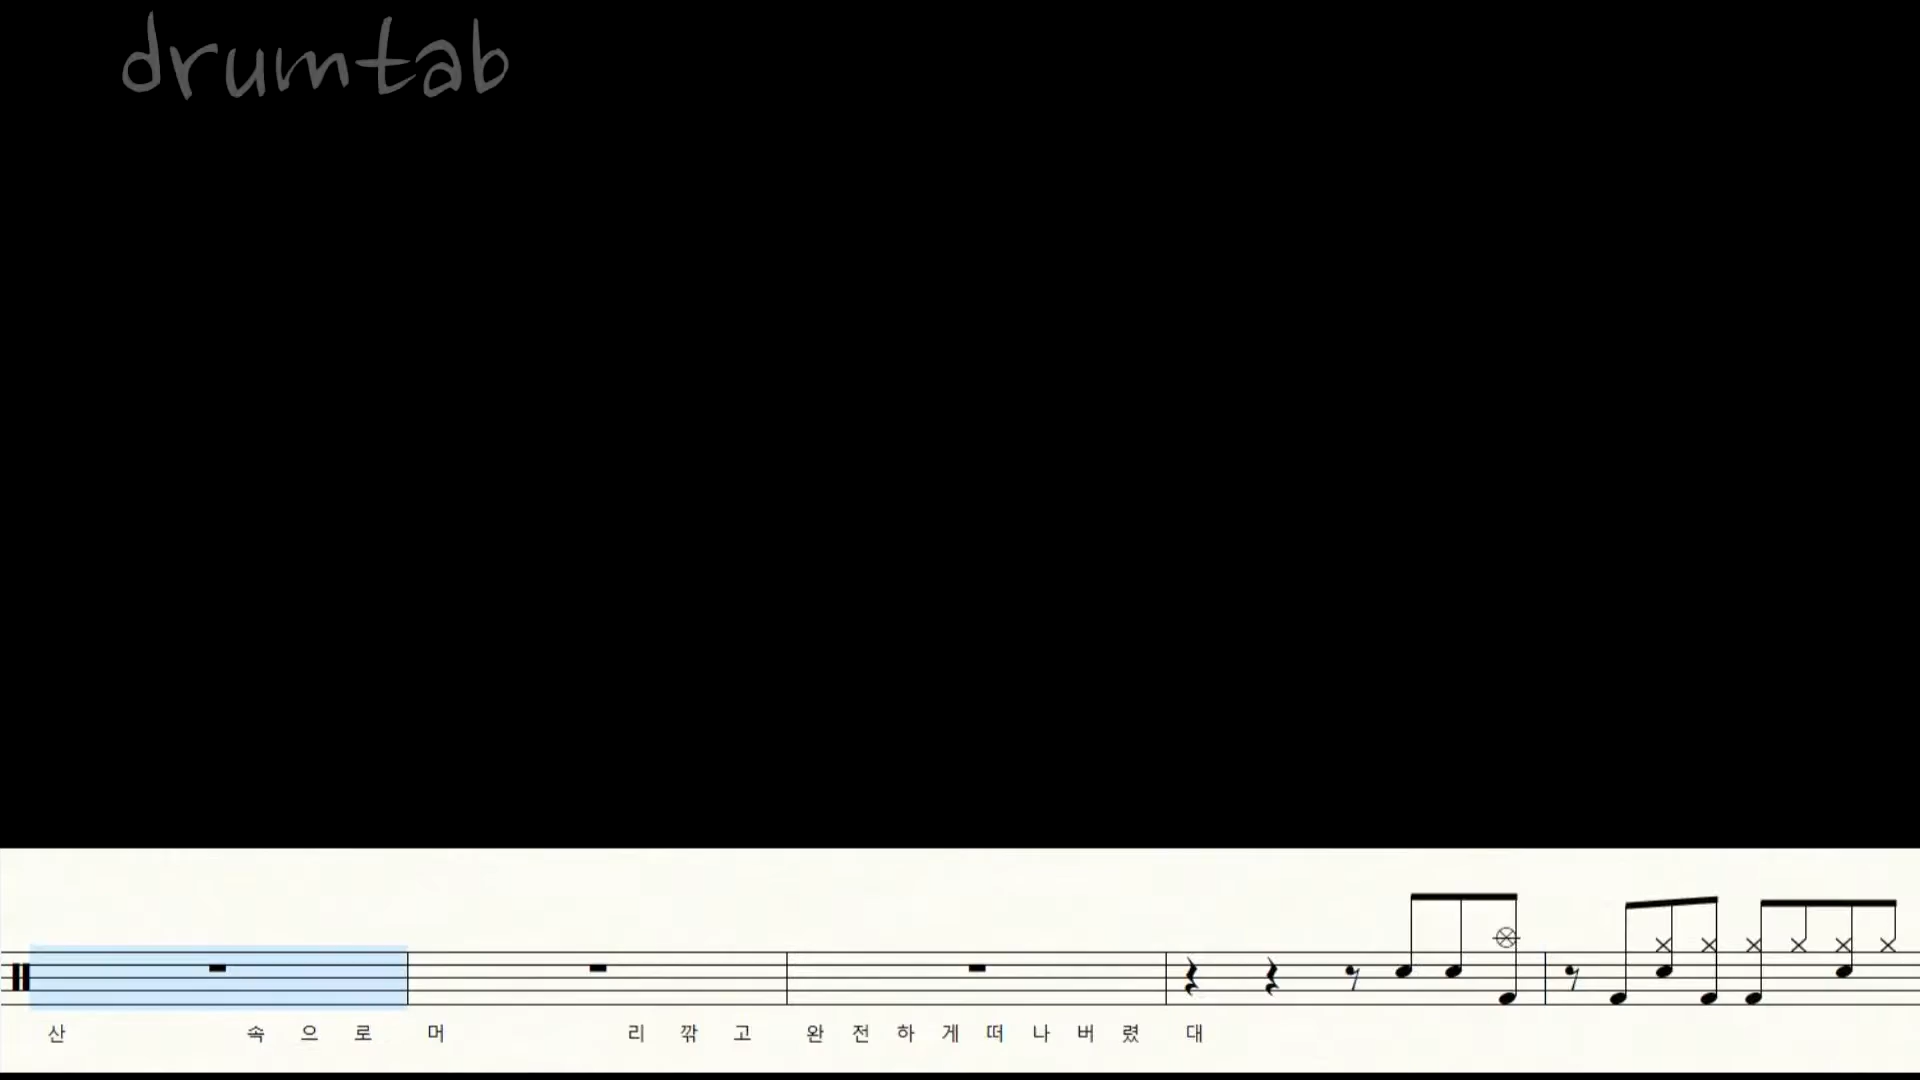 drumtab
산 속 으 로 머 리 깎 고 완 전 하 게 떠 나 버 렸 대